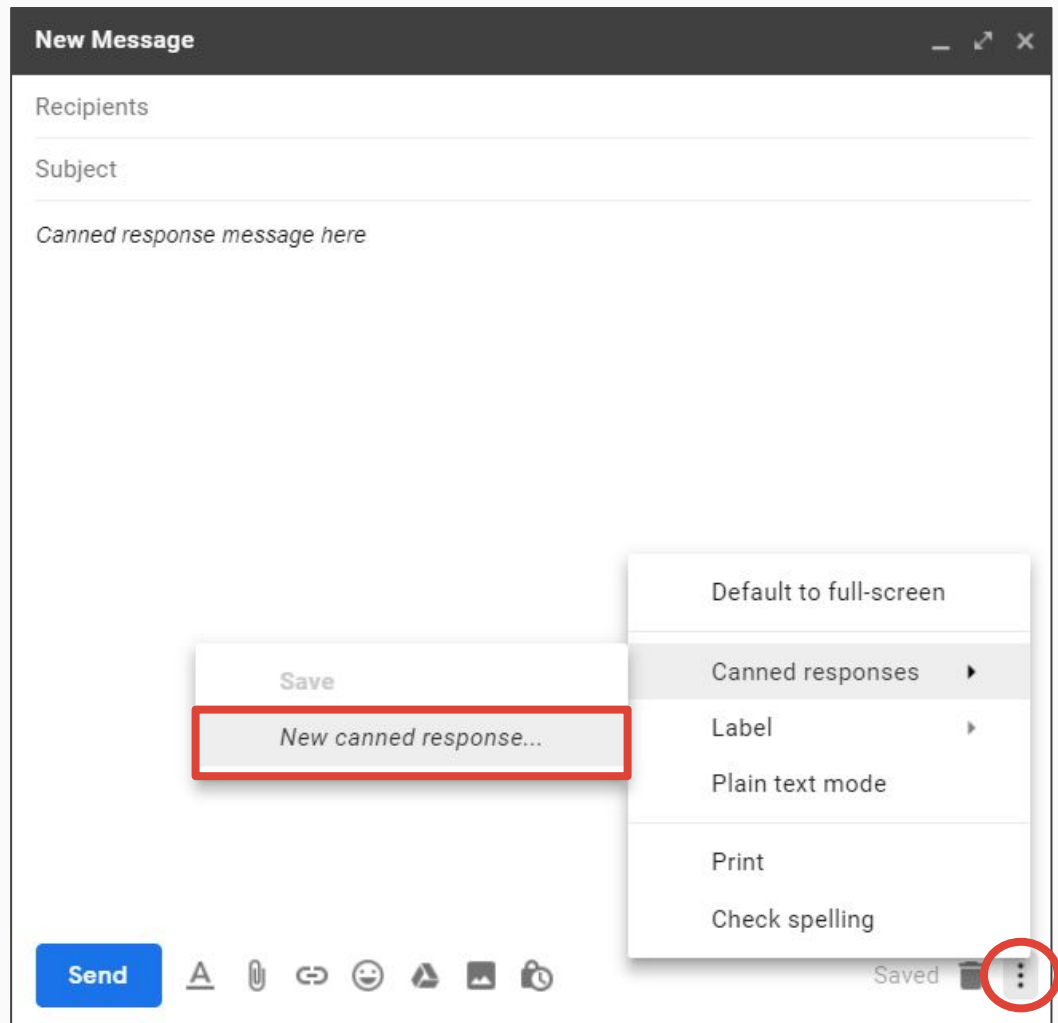 New Message
Recipients
Subject
Canned response message here
Default to full-screen
Canned responses
Save
New canned response...
Label
Plain text mode
Print
Check spelling
Send
Saved